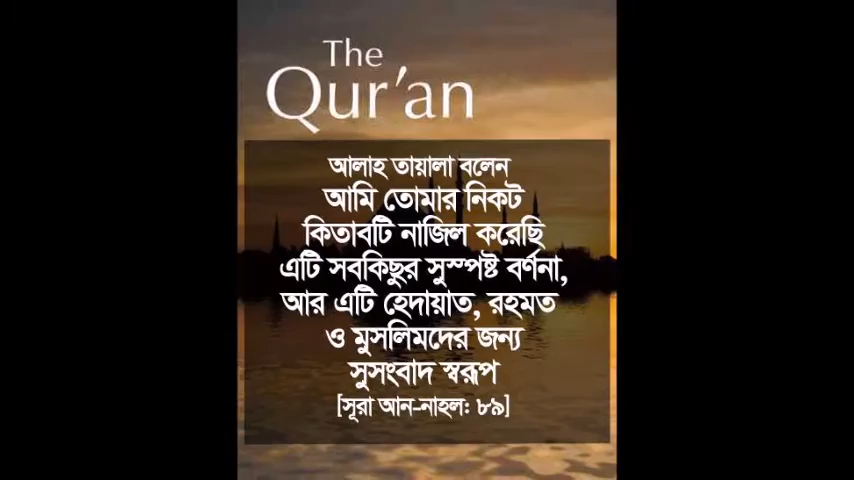 The
Qur'an
আলাহ তায়ালা বলেন
আমি তোমার নিকট
কিতাবটি নাজিল করেছি
এটি সবকিছুর সুস্পষ্ট বর্ণনা,
আর এটি হেদায়াত, রহমত
ও মুসলিমদের জন্য
সুসংবাদ স্বরূপ
[সূরা আন-নাহল: ৮৯]